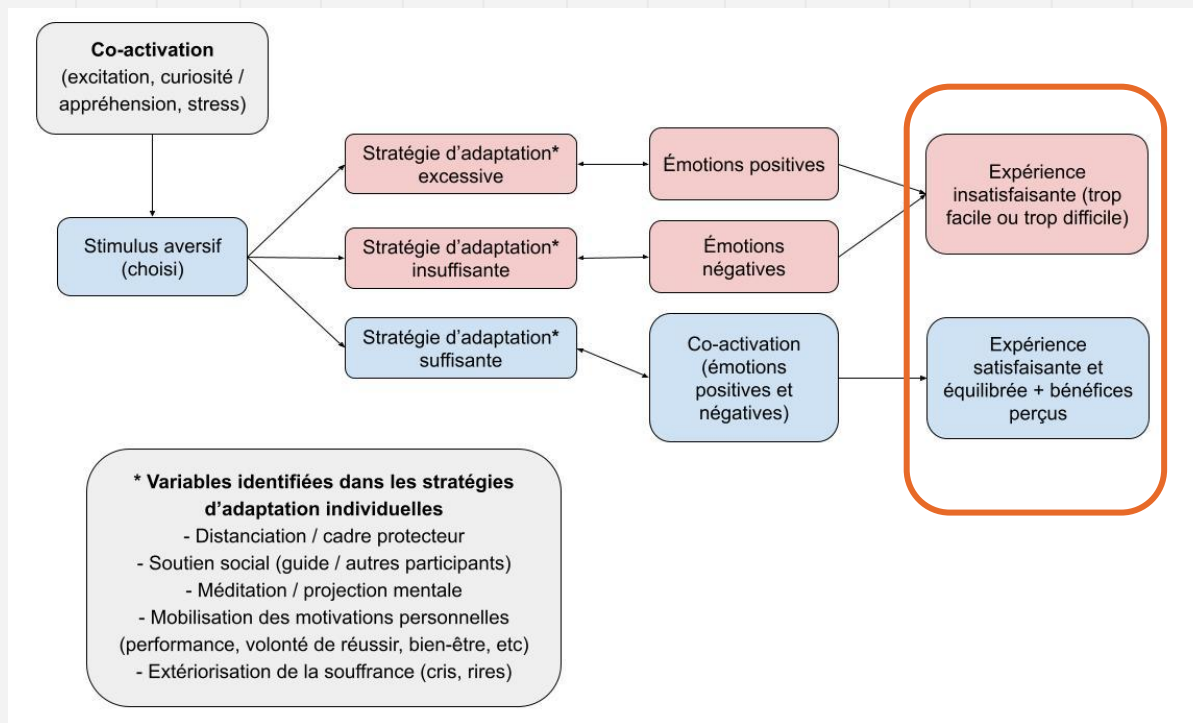 Co-activation
(excitation, curiosité /
appréhension, stress)
Stimulus aversif
(choisi)
Stratégie d'adaptation*
excessive
Émotions positives
Stratégie d'adaptation*
insuffisante
Émotions
négatives
Expérience
insatisfaisante (trop
facile ou trop difficile)
Stratégie d'adaptation*
suffisante
Co-activation
(émotions
positives et
négatives)
Expérience
satisfaisante et
équilibrée + bénéfices
perçus
* Variables identifiées dans les stratégies
d'adaptation individuelles
- Distanciation / cadre protecteur
- Soutien social (guide / autres participants)
- Méditation / projection mentale
- Mobilisation des motivations personnelles
(performance, volonté de réussir, bien-être, etc)
- Extériorisation de la souffrance (cris, rires)